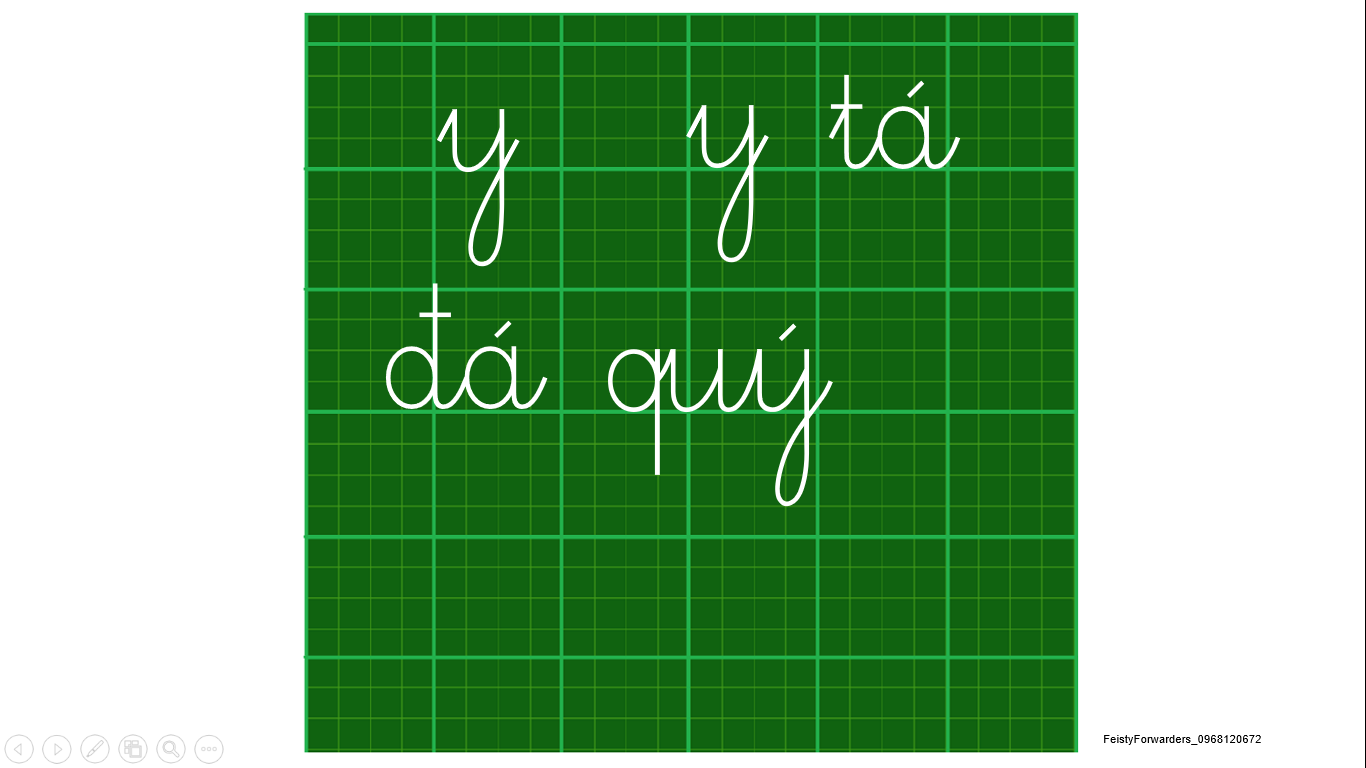 y y tá
đá quý
FeistyForwarders_0968120672